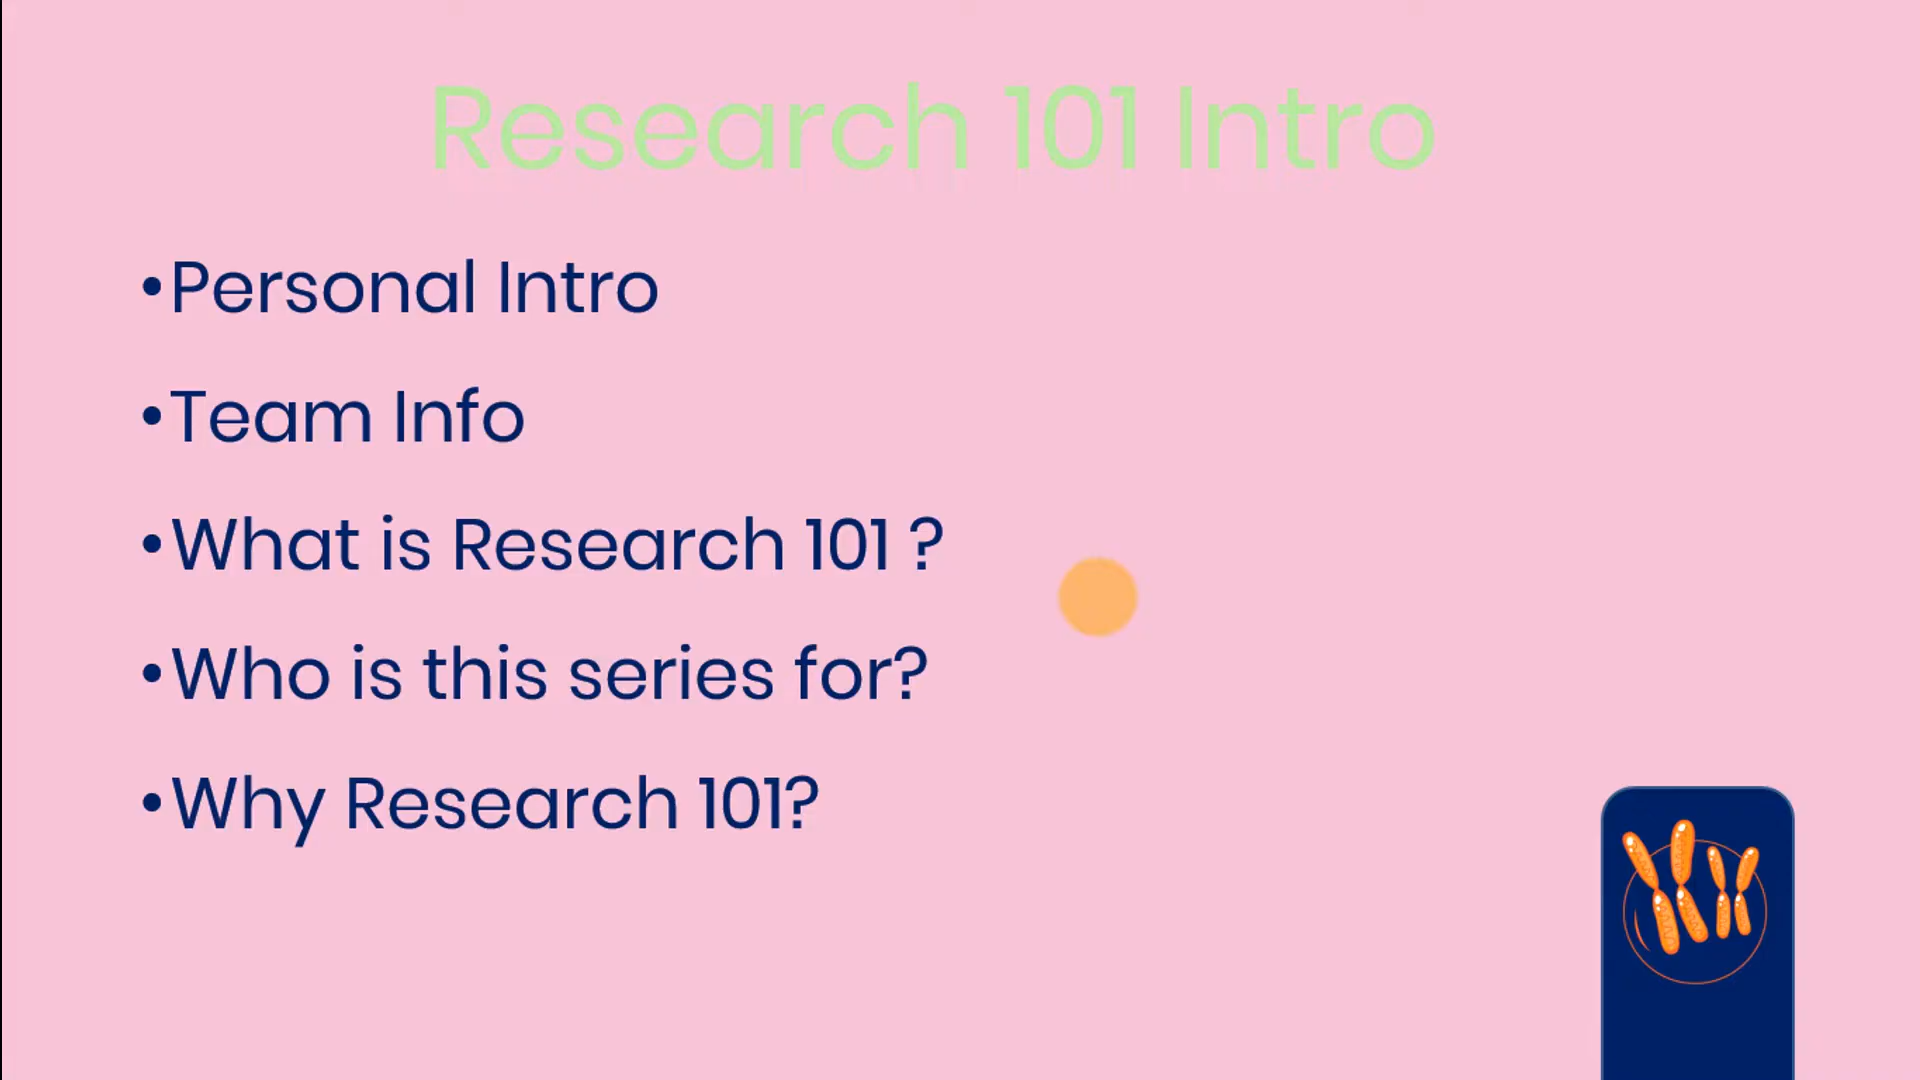 Research 101 Intro
•Personal Intro
•Team Info
•What is Research 101 ?
•Who is this series for?
•Why Research 101?